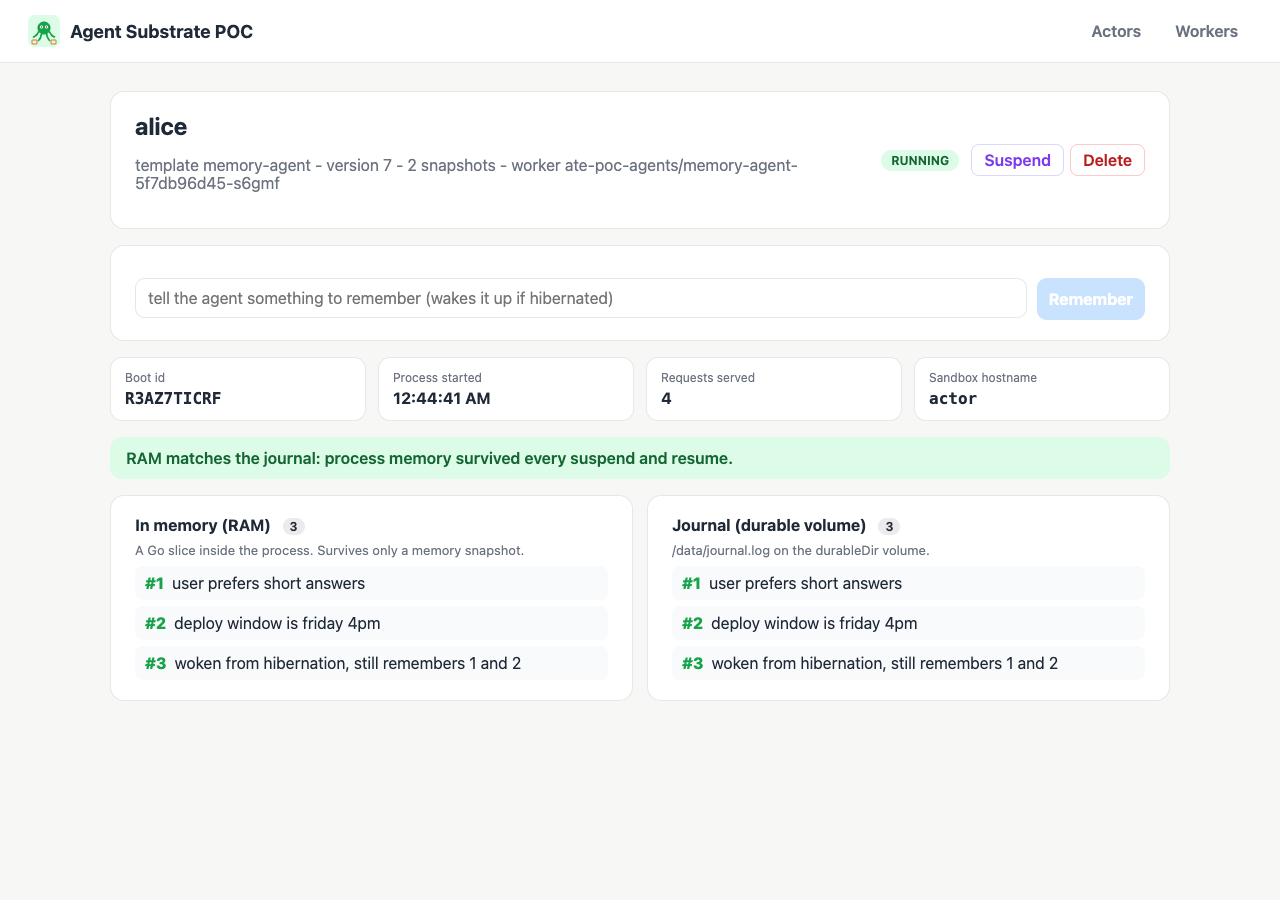 Agent Substrate POC
Actors
Workers
alice
template memory-agent - version 7 - 2 snapshots - worker ate-poc-agents/memory-agent-
5f7db96d45-s6gmf
RUNNING
Suspend
Delete
tell the agent something to remember (wakes it up if hibernated)
Remember
Boot id
R3AZ7TICRF
Process started
12:44:41 AM
Requests served
4
Sandbox hostname
actor
RAM matches the journal: process memory survived every suspend and resume.
In memory (RAM) 3
A Go slice inside the process. Survives only a memory snapshot.
#1 user prefers short answers
#2 deploy window is friday 4pm
#3 woken from hibernation, still remembers 1 and 2
Journal (durable volume) 3
/data/journal.log on the durableDir volume.
#1 user prefers short answers
#2 deploy window is friday 4pm
#3 woken from hibernation, still remembers 1 and 2